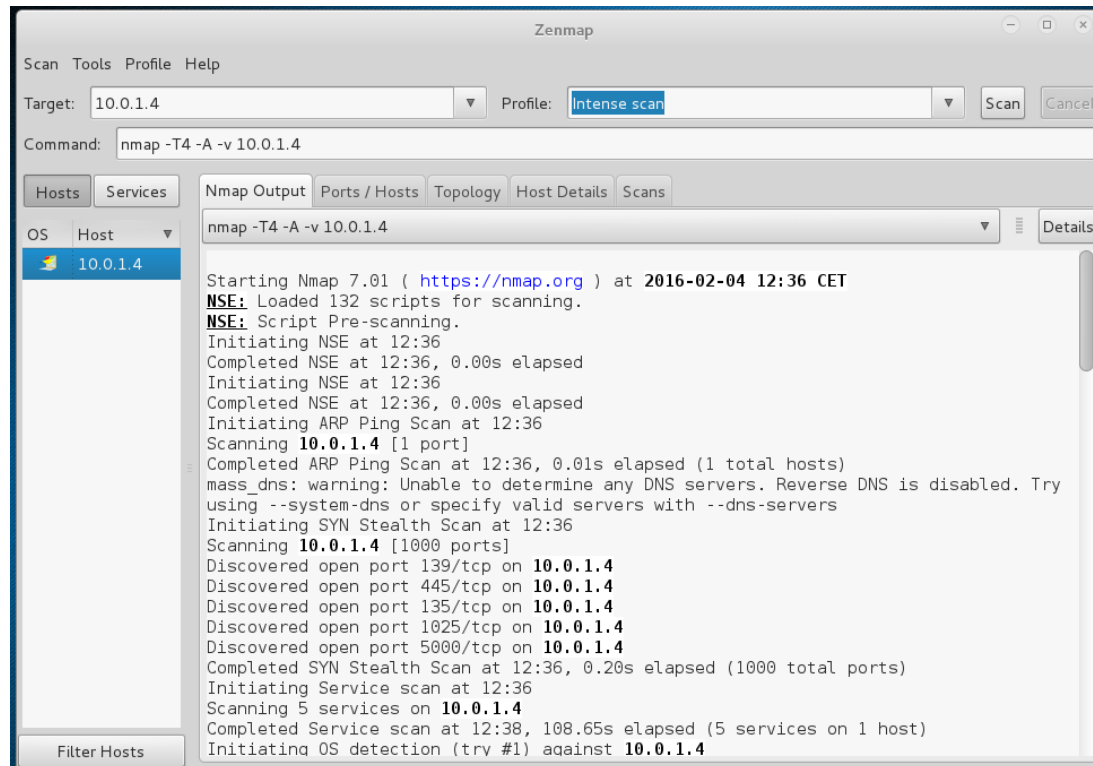 Zenmap
Scan Tools Profile Help
Target: 10.0.1.4 Profile: Intense scan Scan Cancel
Command: nmap -T4 -A -v 10.0.1.4
Hosts Services Nmap Output Ports / Hosts Topology Host Details Scans
OS Host nmap -T4 -A -v 10.0.1.4 Details
10.0.1.4
Starting Nmap 7.01 ( https://nmap.org ) at 2016-02-04 12:36 CET
NSE: Loaded 132 scripts for scanning.
NSE: Script Pre-scanning.
Initiating NSE at 12:36
Completed NSE at 12:36, 0.00s elapsed
Initiating NSE at 12:36
Completed NSE at 12:36, 0.00s elapsed
Initiating ARP Ping Scan at 12:36
Scanning 10.0.1.4 [1 port]
Completed ARP Ping Scan at 12:36, 0.01s elapsed (1 total hosts)
mass_dns: warning: Unable to determine any DNS servers. Reverse DNS is disabled. Try
using --system-dns or specify valid servers with --dns-servers
Initiating SYN Stealth Scan at 12:36
Scanning 10.0.1.4 [1000 ports]
Discovered open port 139/tcp on 10.0.1.4
Discovered open port 445/tcp on 10.0.1.4
Discovered open port 135/tcp on 10.0.1.4
Discovered open port 1025/tcp on 10.0.1.4
Discovered open port 5000/tcp on 10.0.1.4
Completed SYN Stealth Scan at 12:36, 0.20s elapsed (1000 total ports)
Initiating Service scan at 12:36
Scanning 5 services on 10.0.1.4
Completed Service scan at 12:38, 108.65s elapsed (5 services on 1 host)
Initiating OS detection (try #1) against 10.0.1.4
Filter Hosts